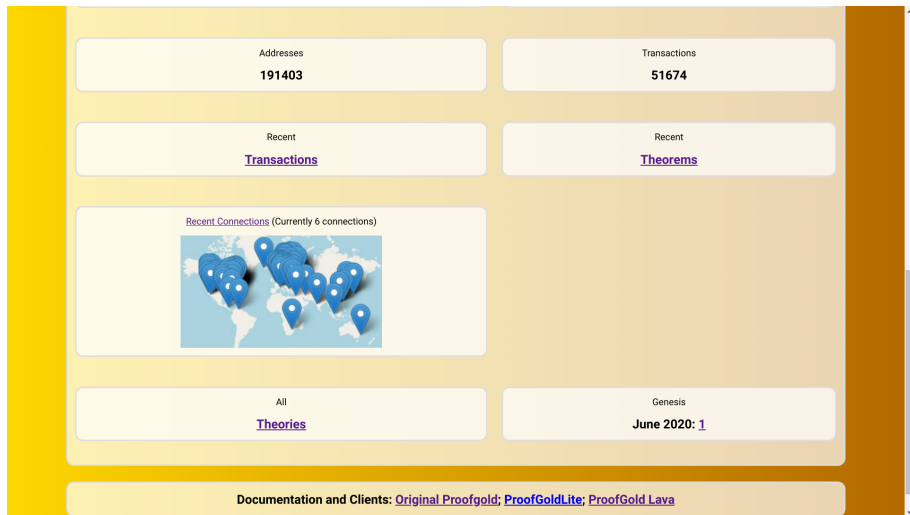 Addresses
191403
Transactions
51674
Recent
Transactions
Recent
Theorems
Recent Connections (Currently 6 connections)
All
Theories
Genesis
June 2020: 1
Documentation and Clients: Original Proofgold; ProofGoldLite; ProofGold Lava